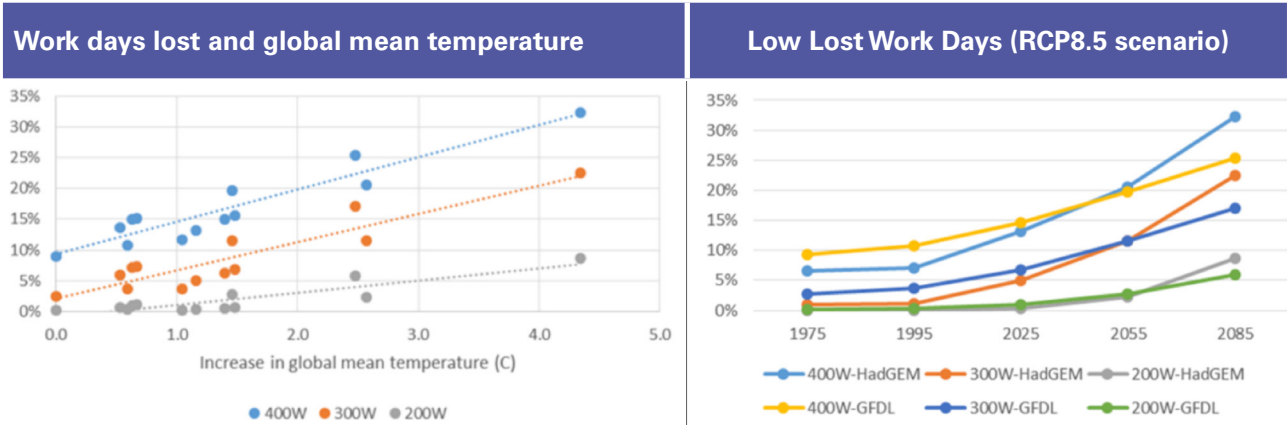 Work days lost and global mean temperature
35%
30%
25%
20%
15%
10%
5%
0%
0.0 1.0 2.0 3.0 4.0 5.0
Increase in global mean temperature (C)
400W 300W 200W
Low Lost Work Days (RCP8.5 scenario)
35%
30%
25%
20%
15%
10%
5%
0%
1975 1995 2025 2055 2085
400W-HadGEM 300W-HadGEM 200W-HadGEM
400W-GFDL 300W-GFDL 200W-GFDL